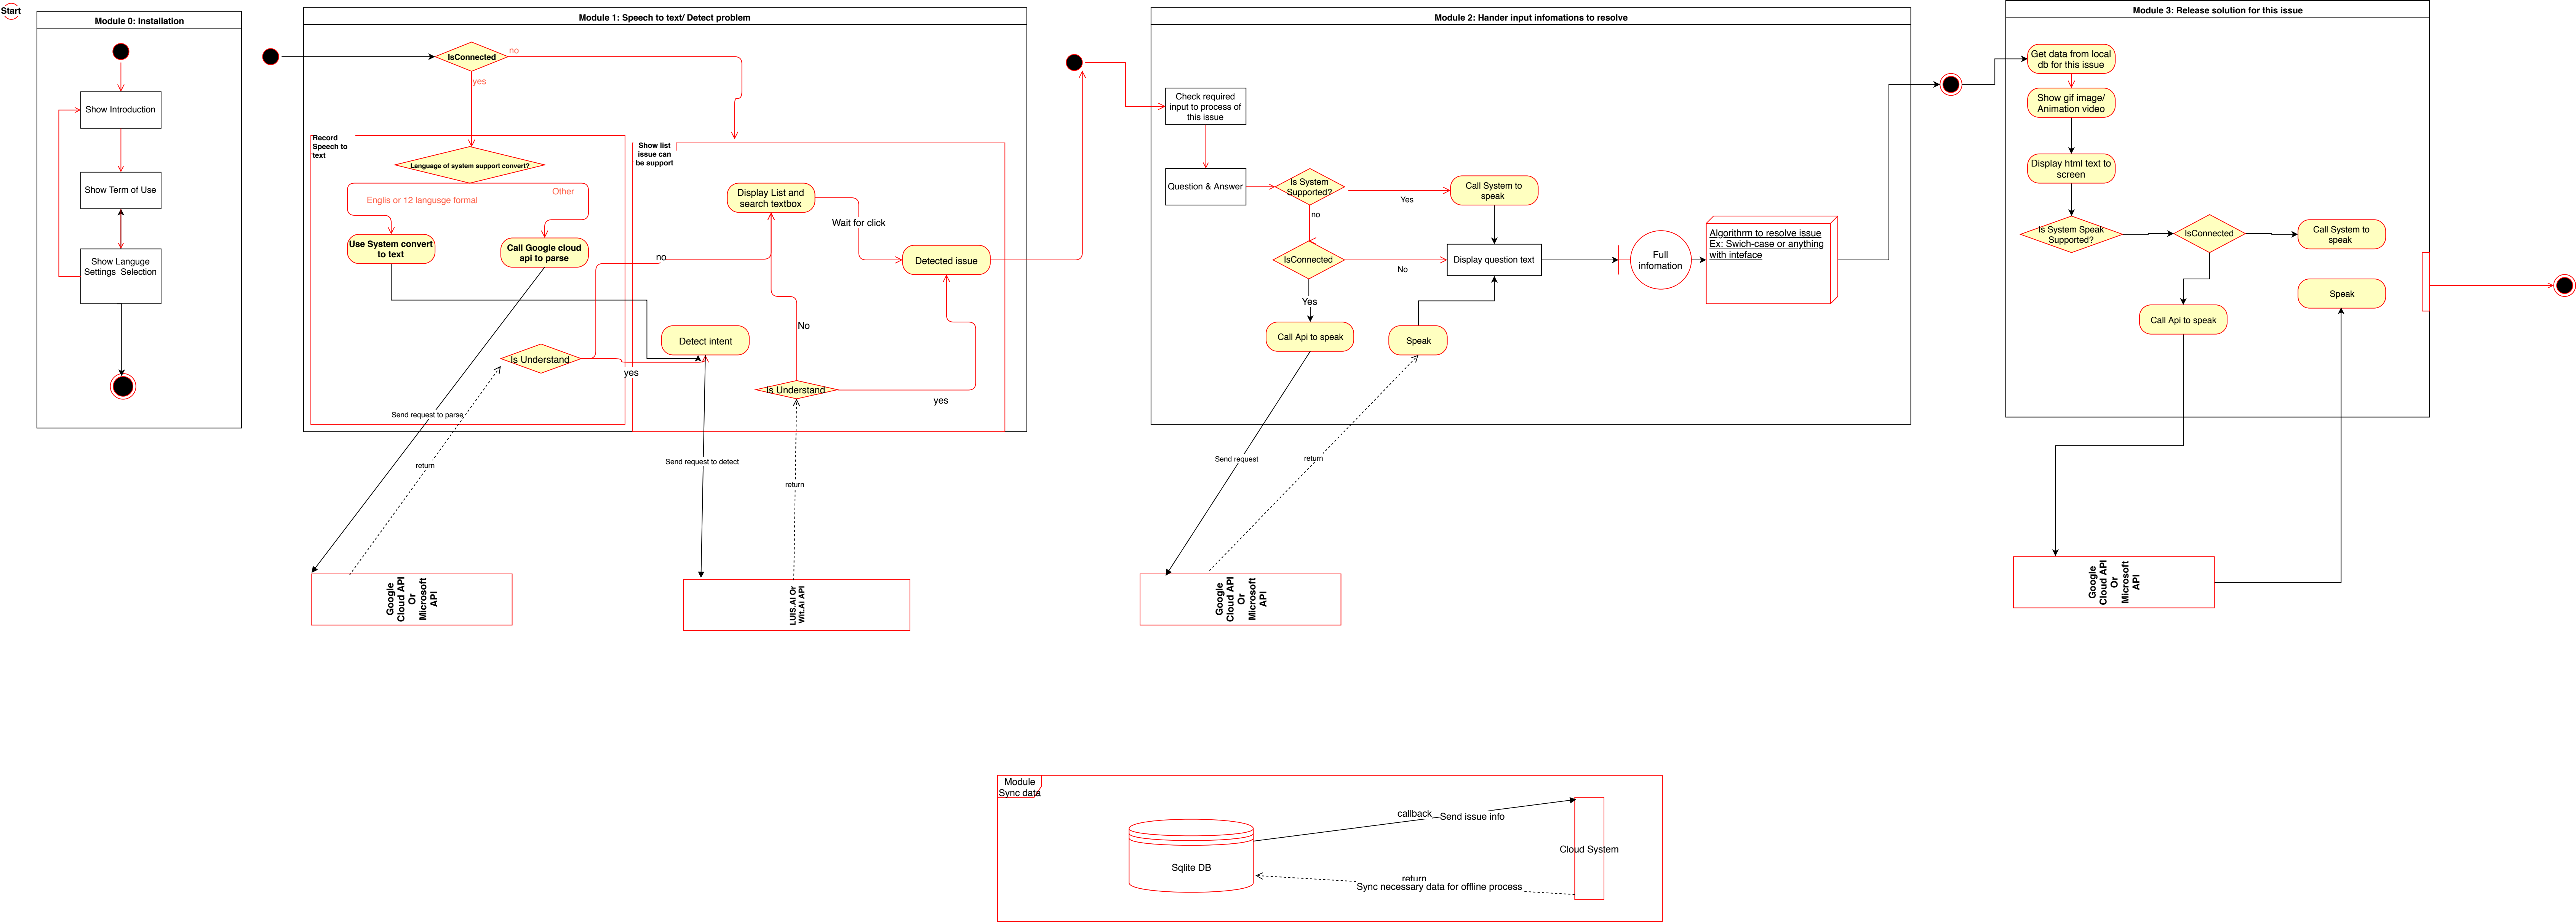 Start
Module 0: Installation
Show Introduction
Show Term of Use
Show Languge
Settings Selection
Module 1: Speech to text/ Detect problem
IsConnected
no
yes
Record
Speech to
text
Language of system support convert?
Other
Englis or 12 langusge formal
Use System convert
to text
Call Google cloud
api to parse
Is Understand
no
yes
Show list
issue can
be support
Display List and
search textbox
Wait for click
Detected issue
Detect intent
No
Is Understand
yes
Send request to parse
return
Send request to detect
return
Google
Cloud API
Or
Microsoft
API
LUIS.AI Or
Wit.Ai API
Module 2: Hander input infomations to resolve
Check required
input to process of
this issue
Question & Answer
Is System
Supported?
Yes
no
Call System to
speak
IsConnected
No
Yes
Display question text
Call Api to speak
Speak
Full
infomation
Algorithrm to resolve issue
Ex: Swich-case or anything
with inteface
Send request
return
Google
Cloud API
Or
Microsoft
API
Module 3: Release solution for this issue
Get data from local
db for this issue
Show gif image/
Animation video
Display html text to
screen
Is System Speak
Supported?
IsConnected
Call System to
speak
Speak
Call Api to speak
Google
Cloud API
Or
Microsoft
API
Module
Sync data
Sqlite DB
callback
Send issue info
Cloud System
return
Sync necessary data for offline process